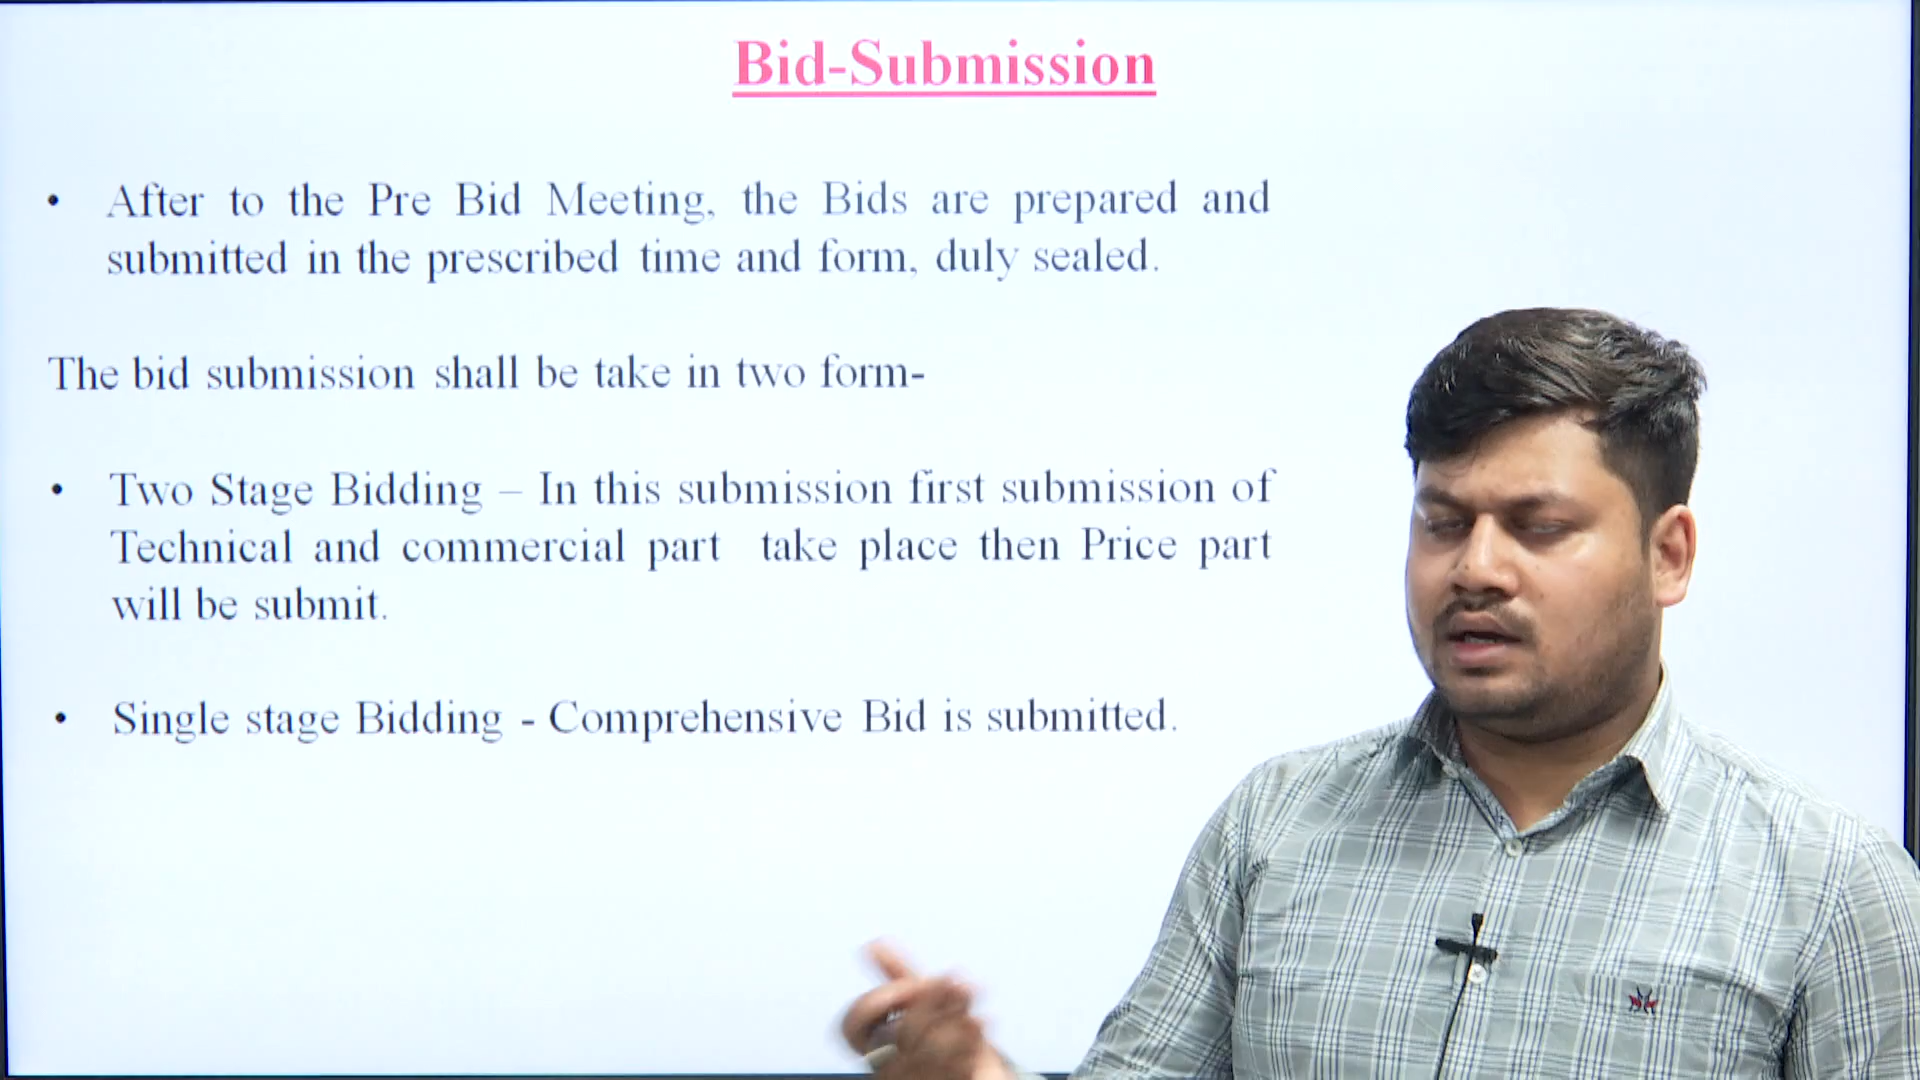 Bid-Submission
• After to the Pre Bid Meeting, the Bids are prepared and
submitted in the prescribed time and form, duly sealed.
The bid submission shall be take in two form-
• Two Stage Bidding – In this submission first submission of
Technical and commercial part take place then Price part
will be submit.
• Single stage Bidding - Comprehensive Bid is submitted.